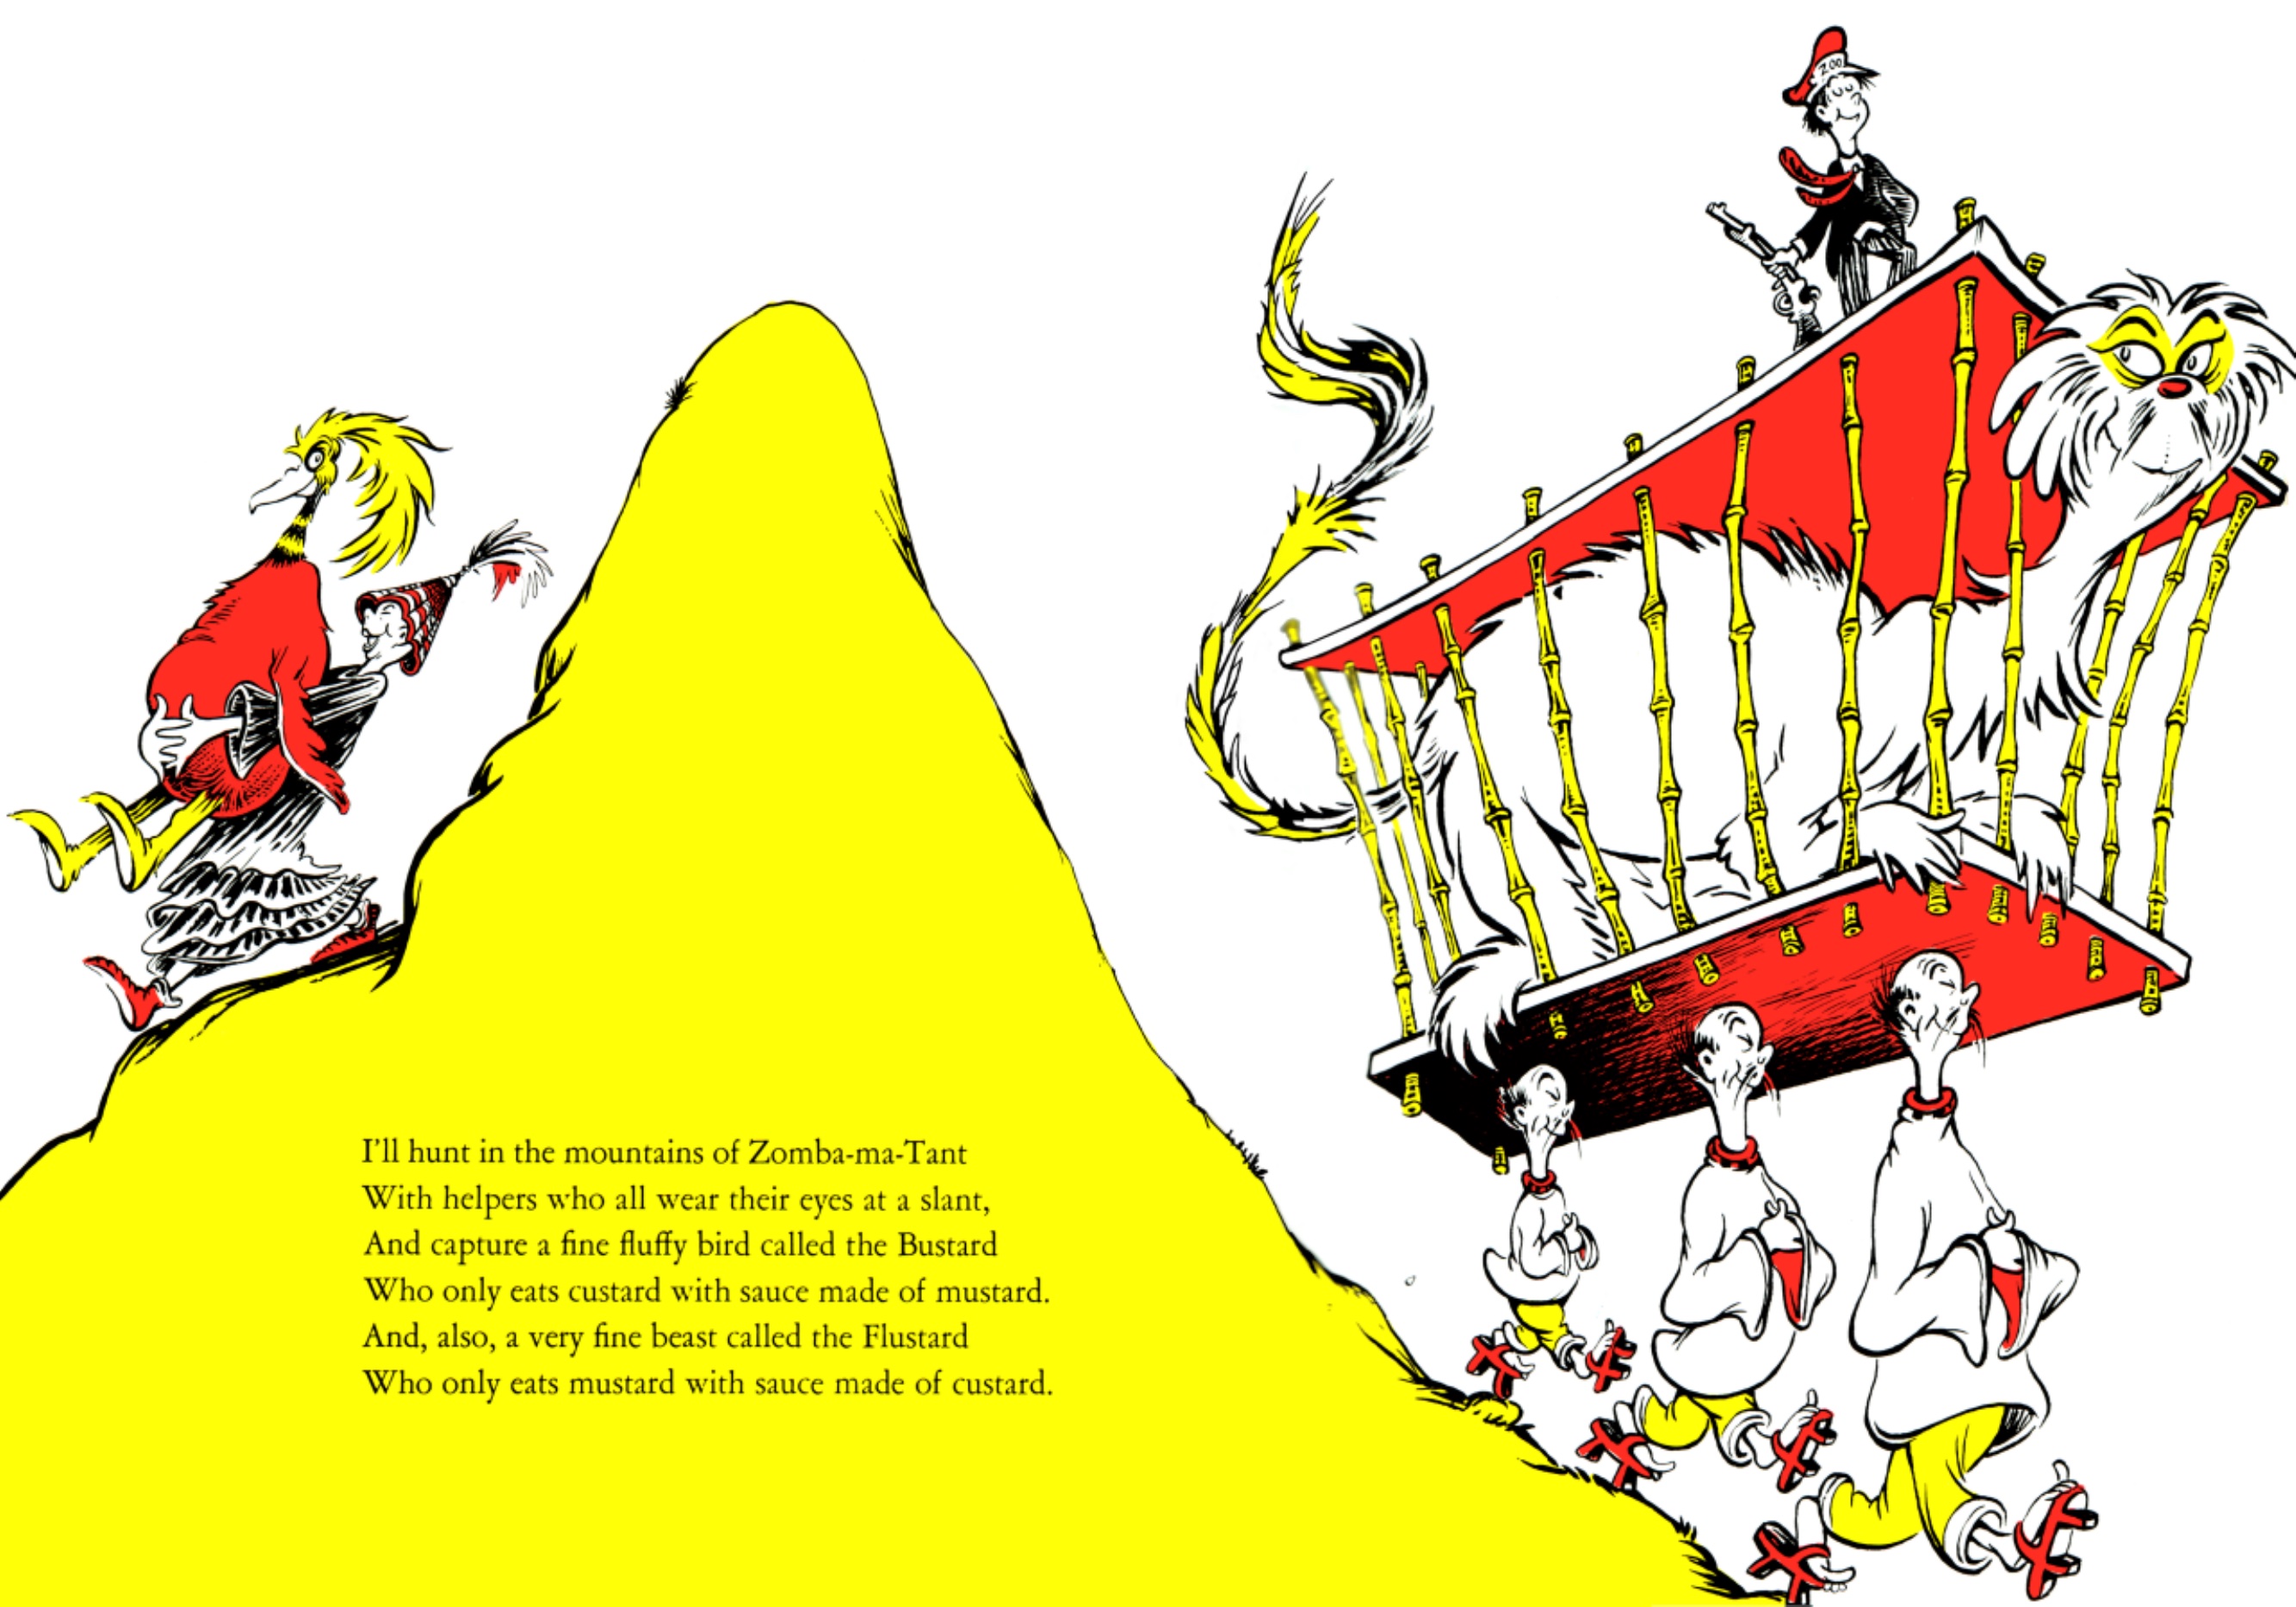 ZOO
I'll hunt in the mountains of Zomba-ma-Tant
With helpers who all wear their eyes at a slant,
And capture a fine fluffy bird called the Bustard
Who only eats custard with sauce made of mustard.
And, also, a very fine beast called the Flustard
Who only eats mustard with sauce made of custard.